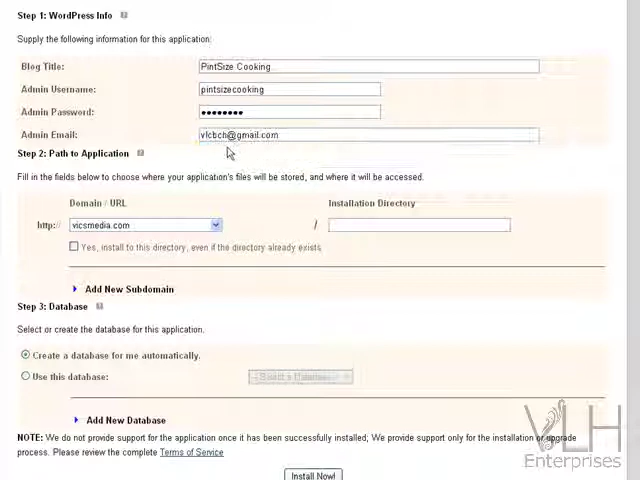 Step 1: WordPress Info
Supply the following information for this application:
Blog Title: PintSize Cooking
Admin Username: pintsizecooking
Admin Password: ●●●●●●●●
Admin Email: vlcbch@gmail.com
Step 2: Path to Application
Fill in the fields below to choose where your application's files will be stored, and where it will be accessed.
Domain / URL Installation Directory
http:// vicsmedia.com /
Yes, install to this directory, even if the directory already exists
Add New Subdomain
Step 3: Database
Select or create the database for this application.
Create a database for me automatically.
Use this database: - Select a Database -
Add New Database
NOTE: We do not provide support for the application once it has been successfully installed; We provide support only for the installation or upgrade
process. Please review the complete Terms of Service
Install Now!
VLH
Enterprises